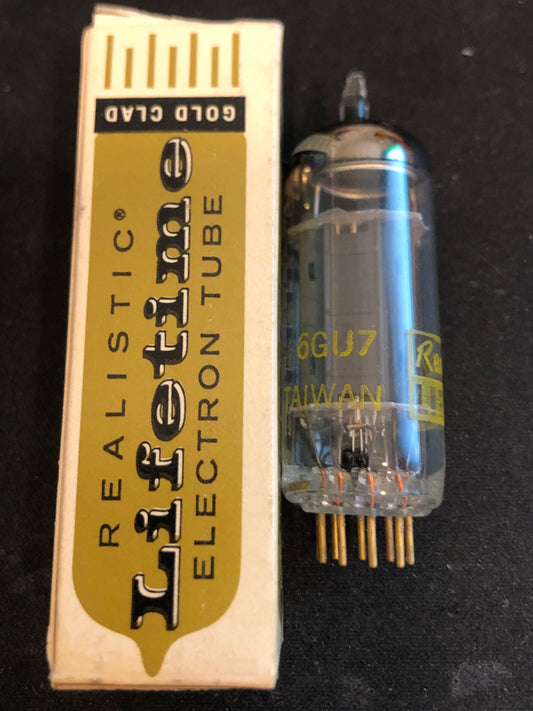 GOLD CLAD
REALISTIC®
Lifetime
ELECTRON TUBE
6GU7
TAIWAN